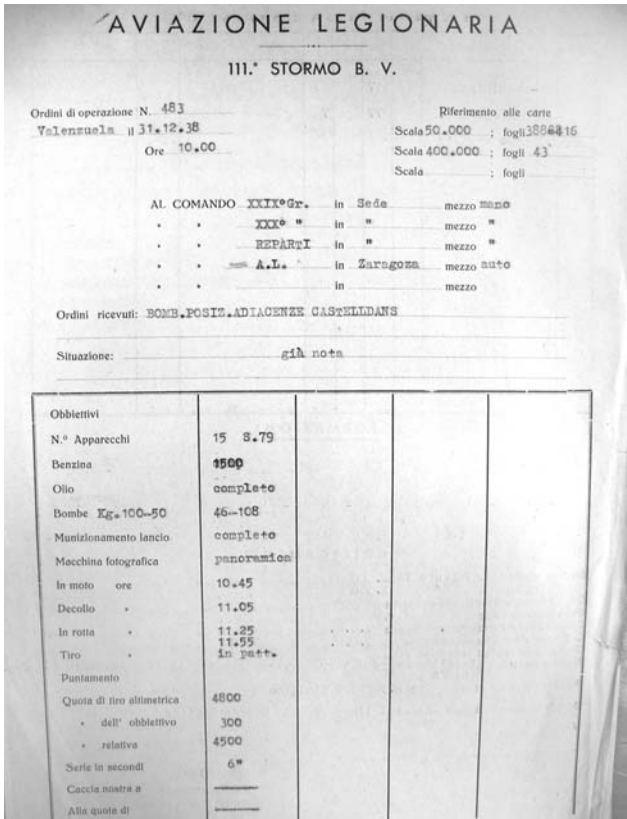 AVIAZIONE LEGIONARIA
111.° STORMO B. V.
Ordini di operazione N. 483 Riferimento alle carte
Valenzuela il 31.12.38 Scala 50.000 ; fogli
Ore 10.00 Scala 400.000 ; fogli 43
Scala ; fogli
AL COMANDO XXIX° Gr. in Sede mezzo mano
" " XXX° " in " mezzo "
" " REPARTI in " mezzo "
" " A.L. in Zaragoza mezzo auto
" " in mezzo
Ordini ricevuti: BOMB.POSIZ.ADIACENZE CASTELLDANS
Situazione: già nota
Obbiettivi
N.° Apparecchi 15 S.79
Benzina 1500
Olio completo
Bombe Kg.100-50 46-108
Munizionamento lancio completo
Macchina fotografica panoramica
In moto ore 10.45
Decollo " 11.05
In rotta " 11.25
11.55
Tiro " in patt.
Puntamento
Quota di tiro altimetrica 4800
" dell' obbiettivo 300
" relativa 4500
Serie in secondi 6"
Caccia nostra a
Alla quota di